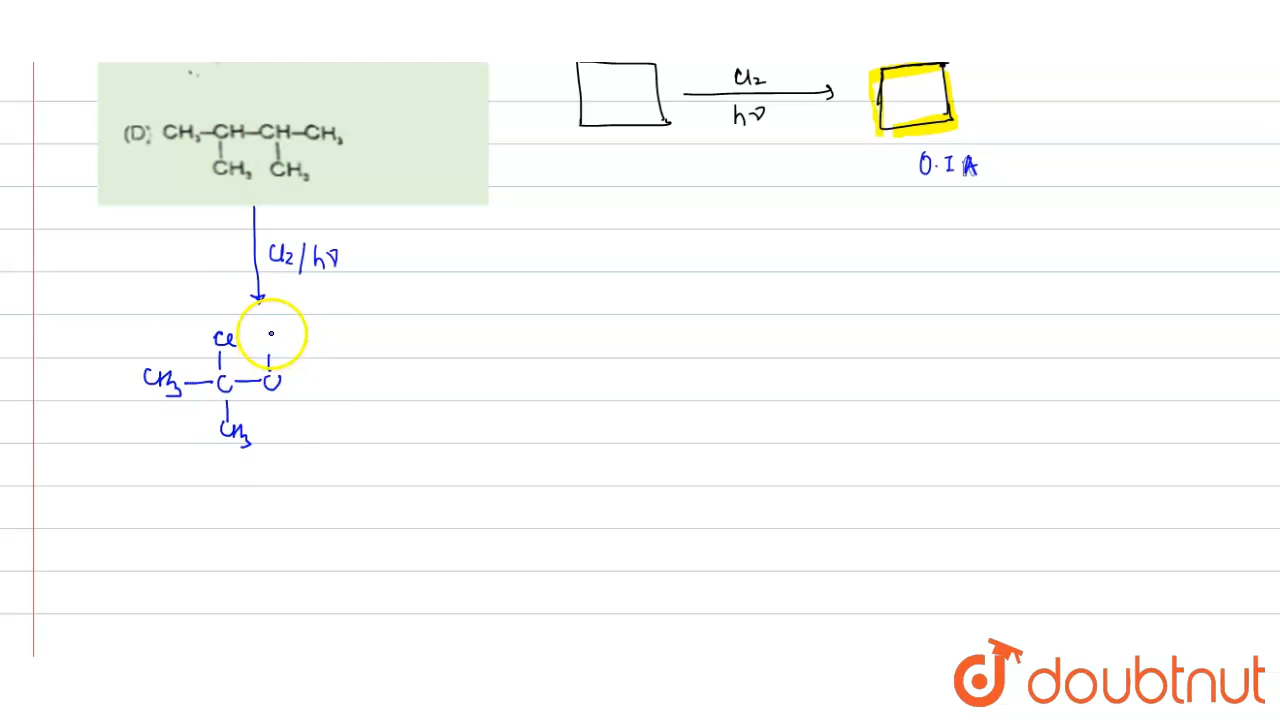 Cl2
hν
(D) CH3-CH-CH-CH3
CH3 CH3
O.I A
Cl2/hν
Cl
CH3-C-C
CH3
doubtnut